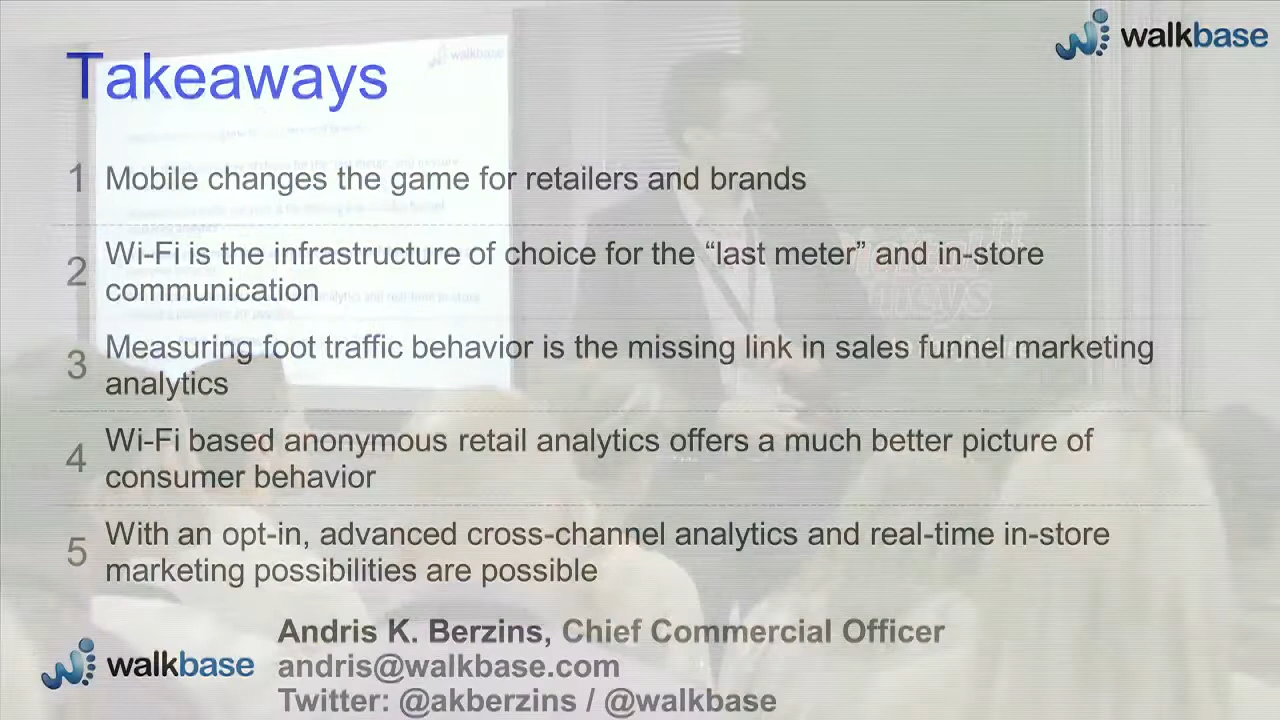 walkbase
Takeaways
1 Mobile changes the game for retailers and brands
2 Wi-Fi is the infrastructure of choice for the “last meter” and in-store
communication
3 Measuring foot traffic behavior is the missing link in sales funnel marketing
analytics
4 Wi-Fi based anonymous retail analytics offers a much better picture of
consumer behavior
5 With an opt-in, advanced cross-channel analytics and real-time in-store
marketing possibilities are possible
walkbase
Andris K. Berzins, Chief Commercial Officer
andris@walkbase.com
Twitter: @akberzins / @walkbase